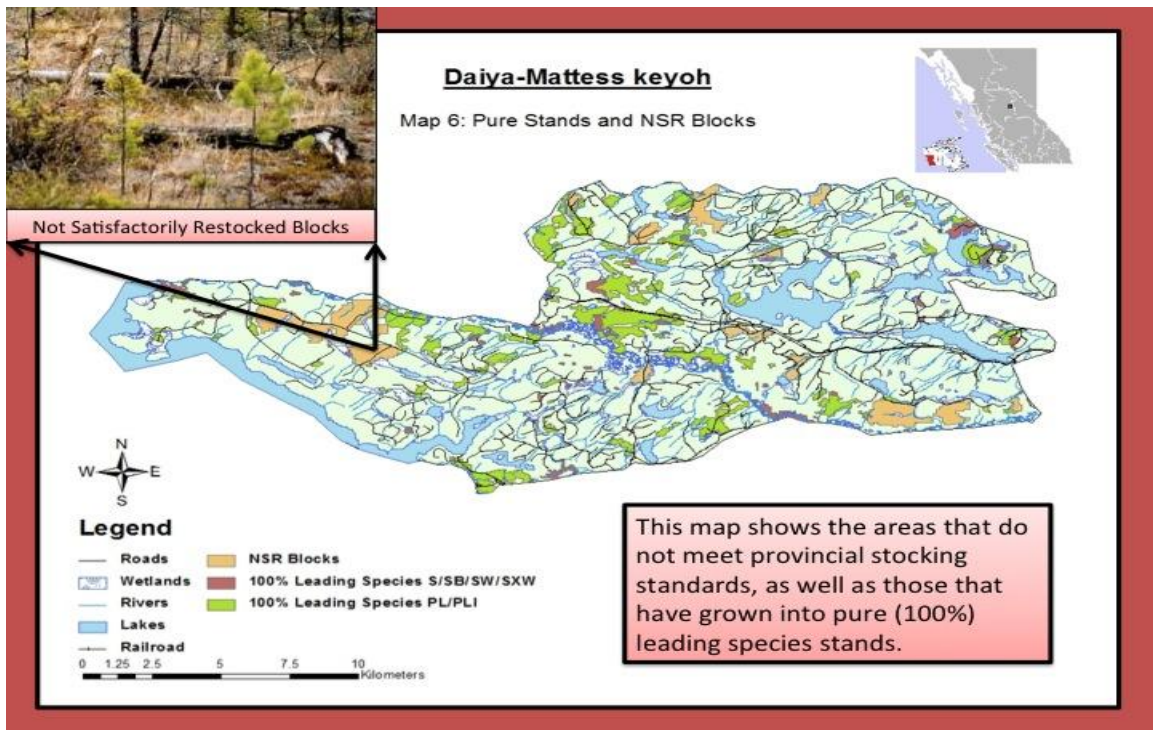 Daiya-Mattess keyoh
Map 6: Pure Stands and NSR Blocks
Not Satisfactorily Restocked Blocks
N
W E
S
Legend
Roads
Wetlands
Rivers
Lakes
Railroad
NSR Blocks
100% Leading Species S/SB/SW/SXW
100% Leading Species PL/PLI
0 1.25 2.5 5 7.5 10
Kilometers
This map shows the areas that do
not meet provincial stocking
standards, as well as those that
have grown into pure (100%)
leading species stands.